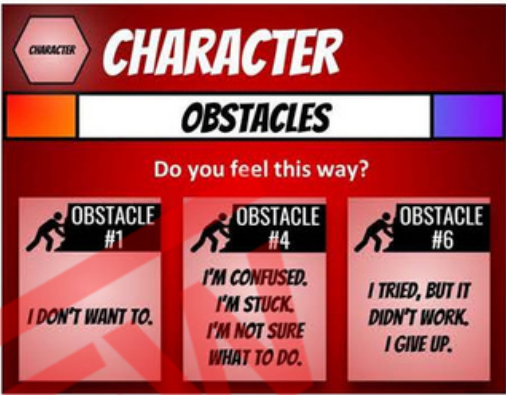 CHARACTER
CHARACTER
OBSTACLES
Do you feel this way?
OBSTACLE
#1
I DON'T WANT TO.
OBSTACLE
#4
I'M CONFUSED.
I'M STUCK.
I'M NOT SURE
WHAT TO DO.
OBSTACLE
#6
I TRIED, BUT IT
DIDN'T WORK.
I GIVE UP.